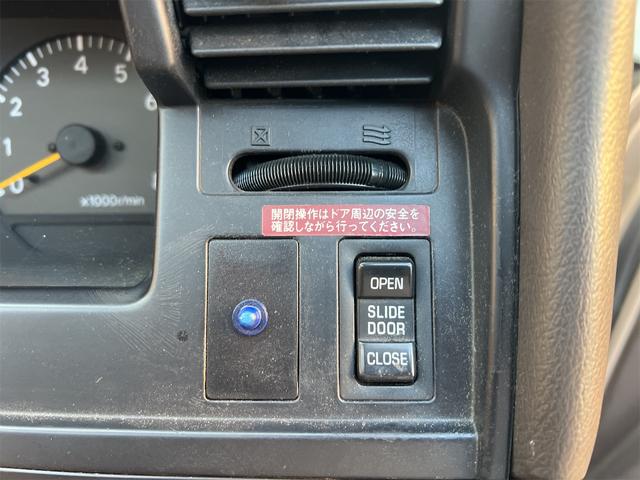 0
1
2
3
4
5
6
8
x1000r/min
開閉操作はドア周辺の安全を
確認しながら行ってください。
OPEN
SLIDE
DOOR
CLOSE